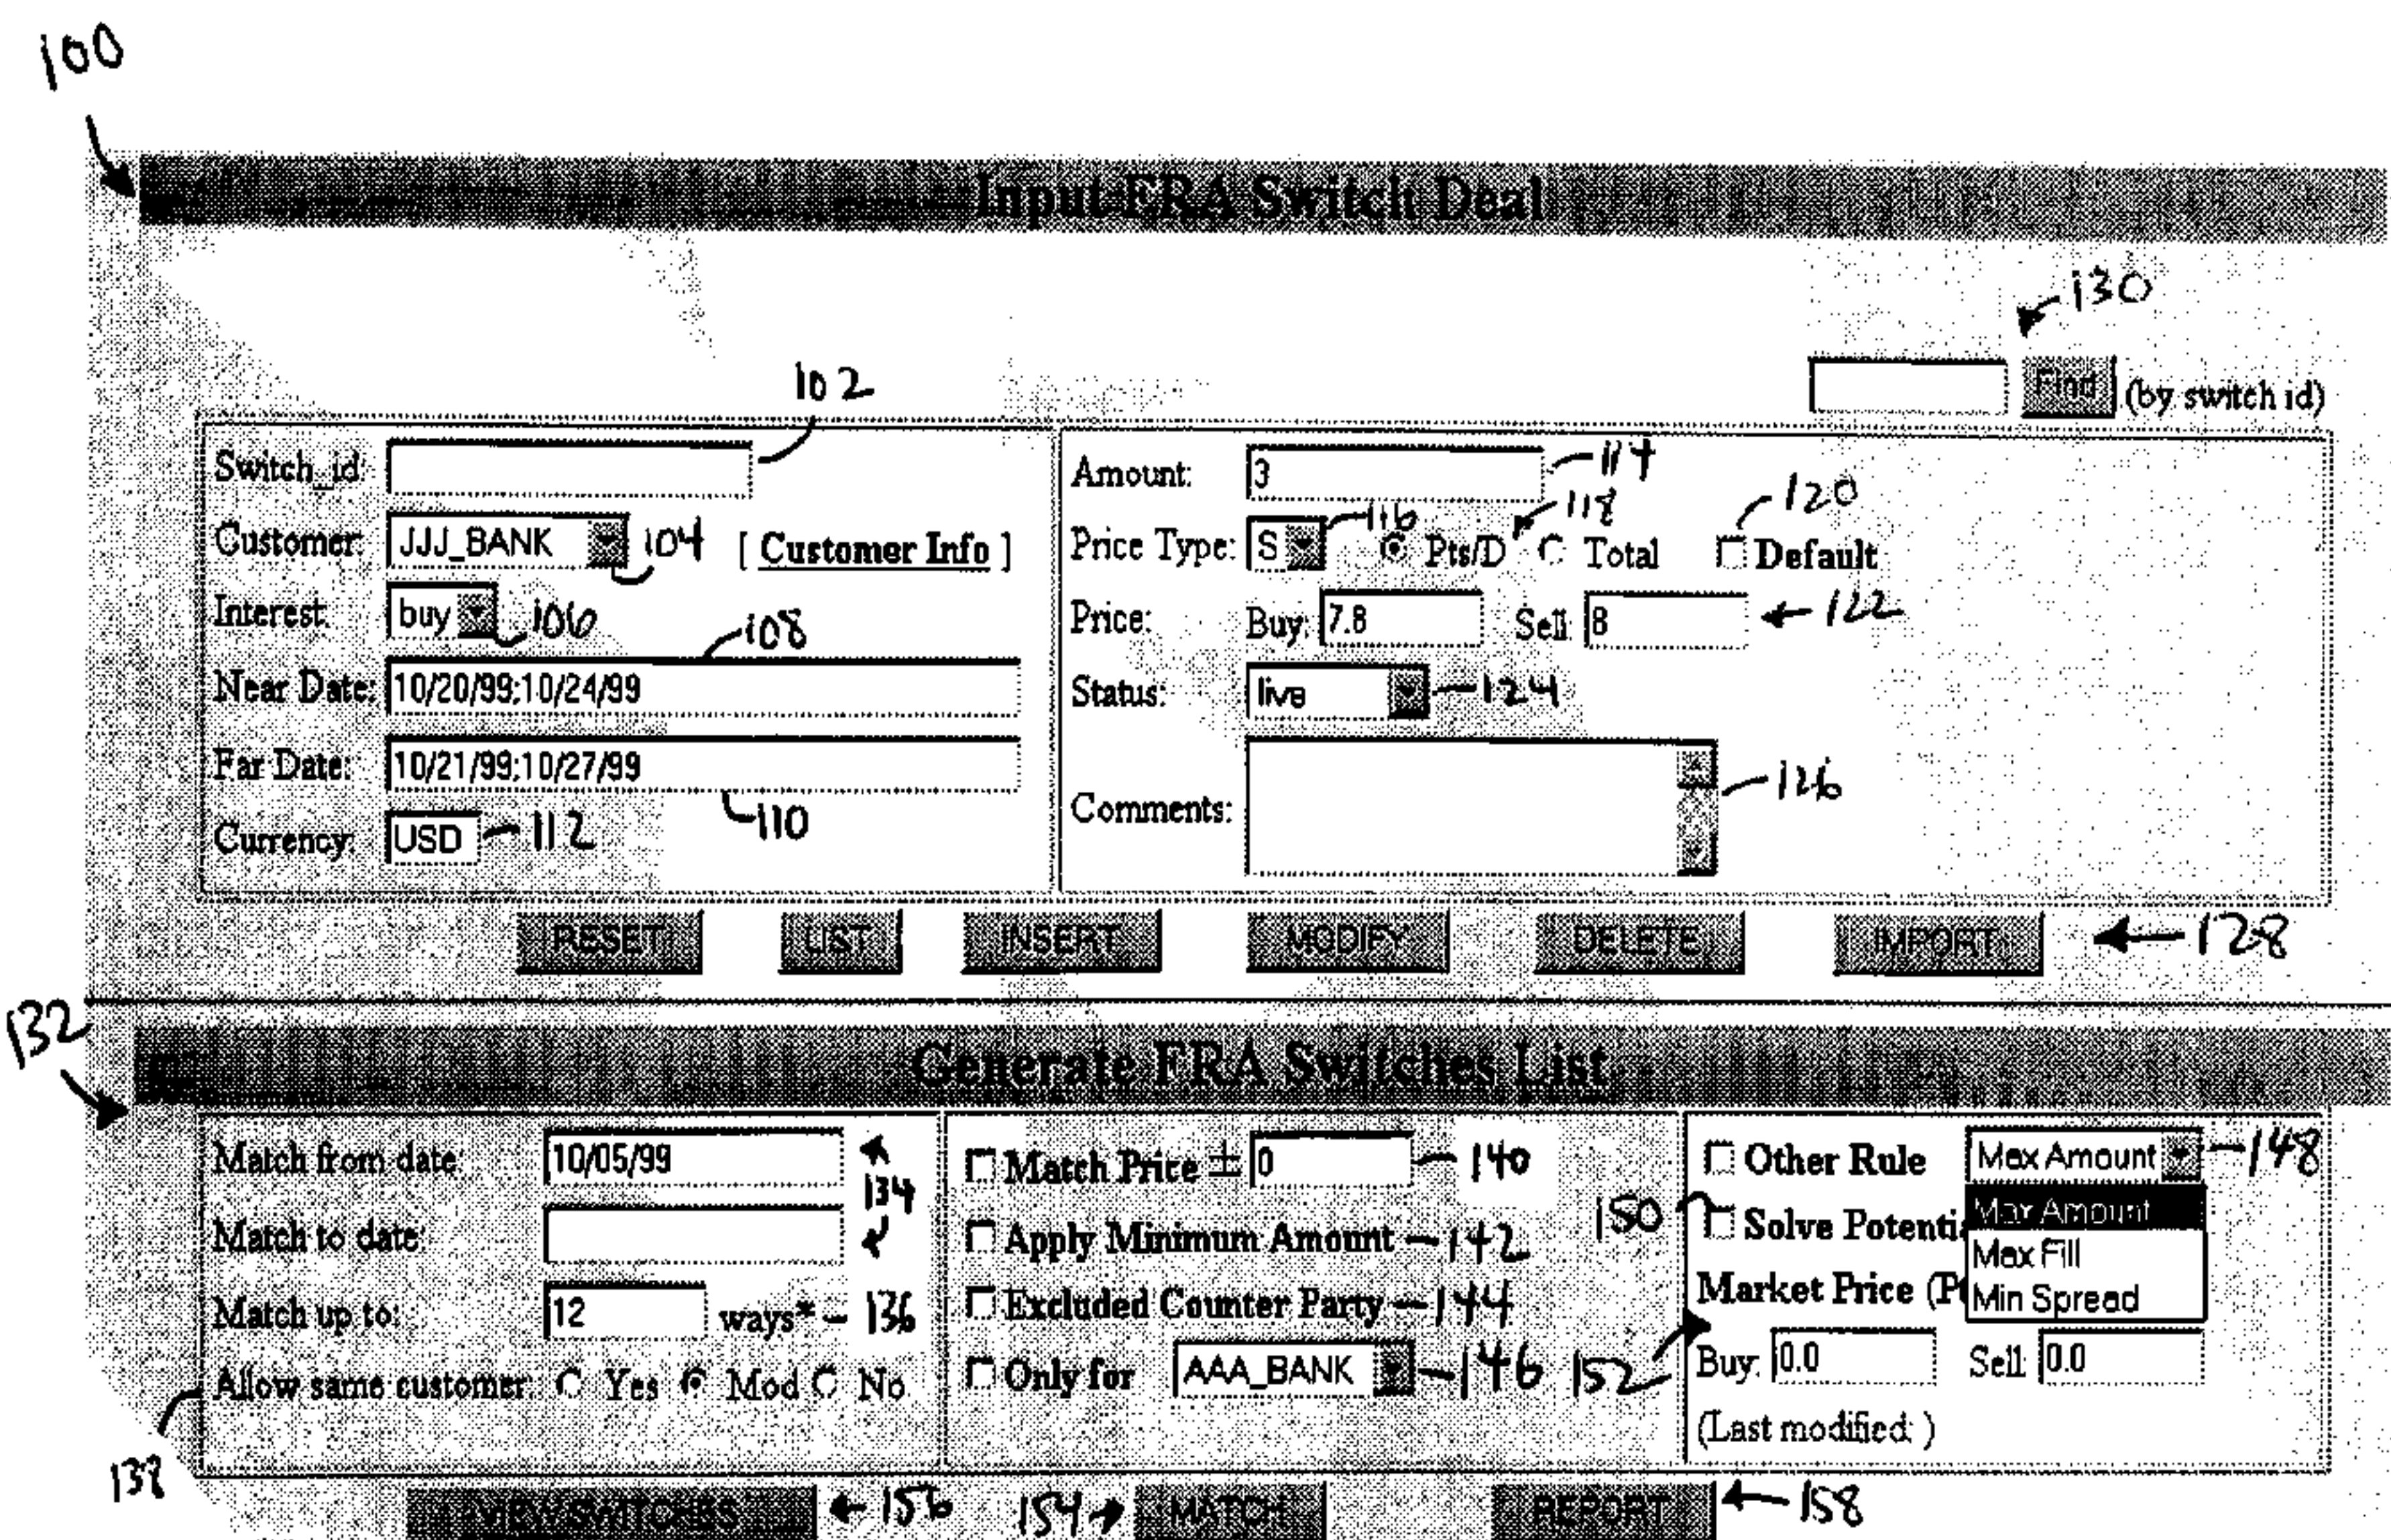 100
Input FRA Switch Deal
130
Find (by switch id)
102
Switch_id:
Customer: JJJ_BANK 104 [ Customer Info ]
Interest: buy 106
108
Near Date: 10/20/99;10/24/99
Far Date: 10/21/99;10/27/99
110
Currency: USD 112
Amount: 3 114
Price Type: S 116 Pts/D 118 Total Default 120
Price: Buy: 7.8 Sell: 8 122
Status: live 124
Comments: 126
RESET LIST INSERT MODIFY DELETE IMPORT 128
132
Generate FRA Switches List
Match from date: 10/05/99
134
Match to date:
Match up to: 12 ways* 136
Allow same customer: Yes Mod No
138
Match Price ± 0 140
Apply Minimum Amount 142
Excluded Counter Party 144
Only for AAA_BANK 146
Other Rule Max Amount 148
150 Solve Potentia
Max Amount
Max Fill
Min Spread
Market Price (P
152
Buy: 0.0 Sell: 0.0
(Last modified: )
VIEW SWITCHES 156 154 MATCH REPORT 158